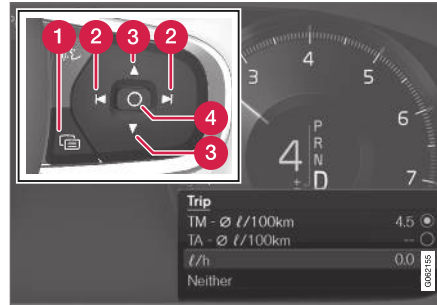 1
2
3
2
4
3
3
4
5
6
7
4
P
R
N
± D
Trip
TM - Ø ℓ/100km 4.5
TA - Ø ℓ/100km --
ℓ/h 0.0
Neither
G062155